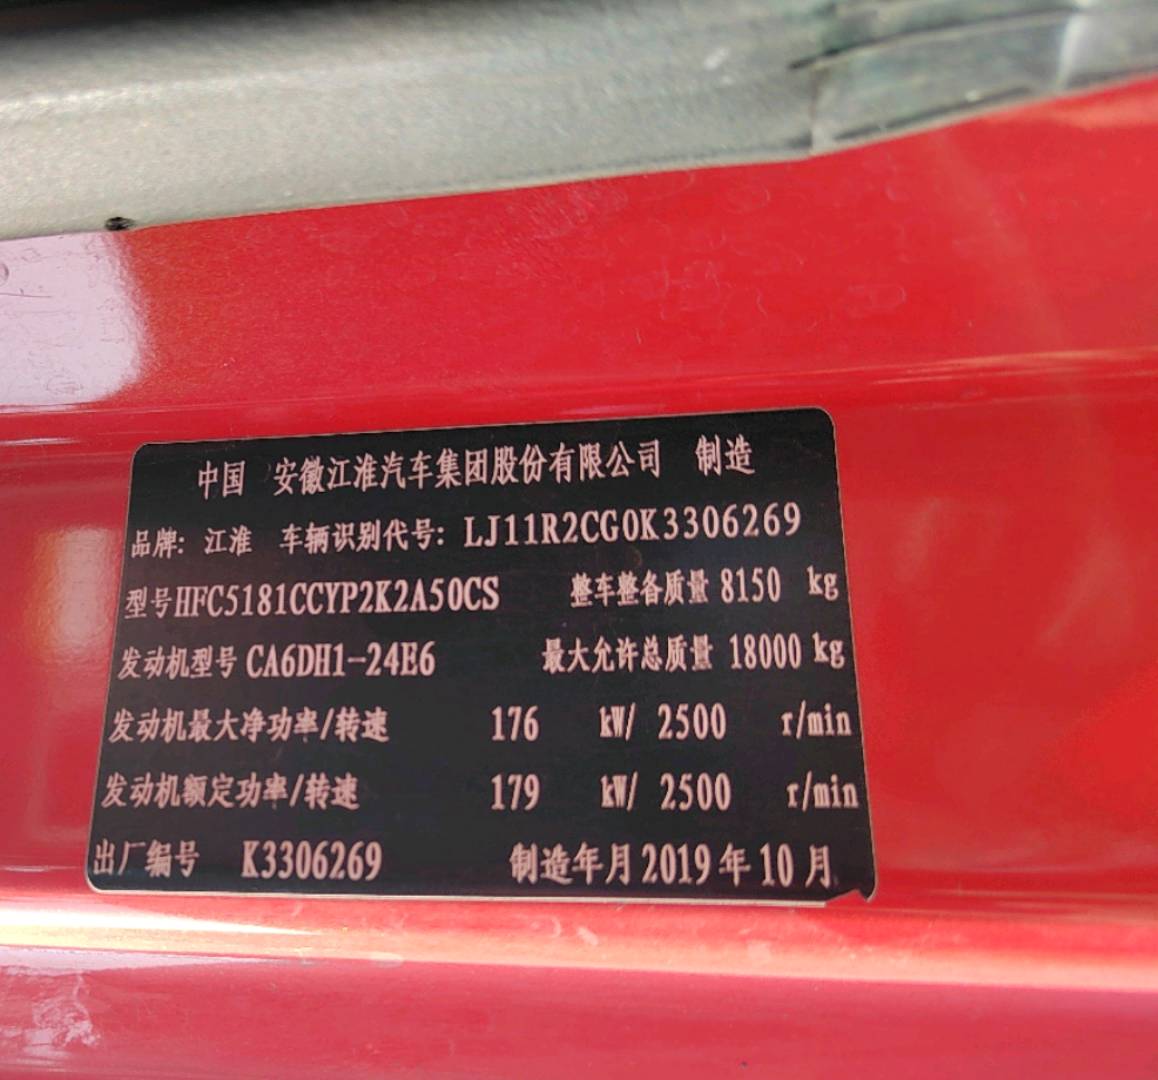 中国 安徽江淮汽车集团股份有限公司 制造
品牌: 江淮 车辆识别代号: LJ11R2CG0K3306269
型号HFC5181CCYP2K2A50CS 整车整备质量 8150 kg
发动机型号 CA6DH1-24E6 最大允许总质量 18000 kg
发动机最大净功率/转速 176 kW/ 2500 r/min
发动机额定功率/转速 179 kW/ 2500 r/min
出厂编号 K3306269 制造年月 2019 年 10 月